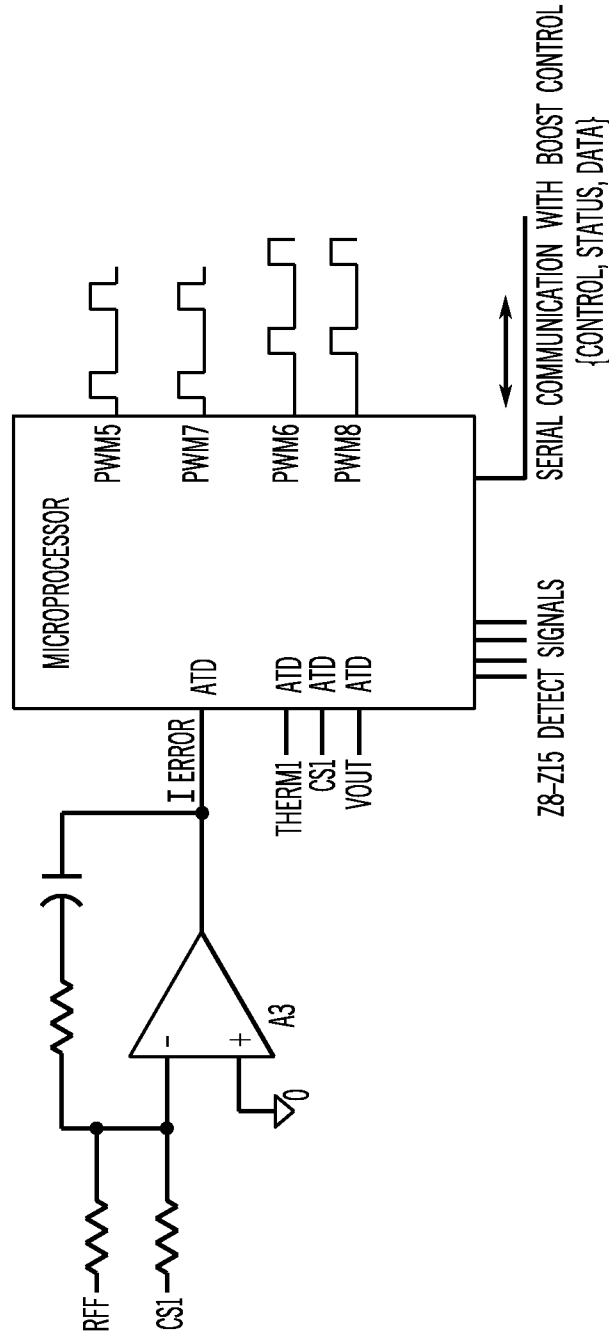 RFF
CS1
-
+
A3
0
I ERROR
THERM1
CS1
VOUT
ATD
ATD
ATD
ATD
MICROPROCESSOR
PWM5
PWM7
PWM6
PWM8
Z8-Z15 DETECT SIGNALS
SERIAL COMMUNICATION WITH BOOST CONTROL
{CONTROL, STATUS, DATA}